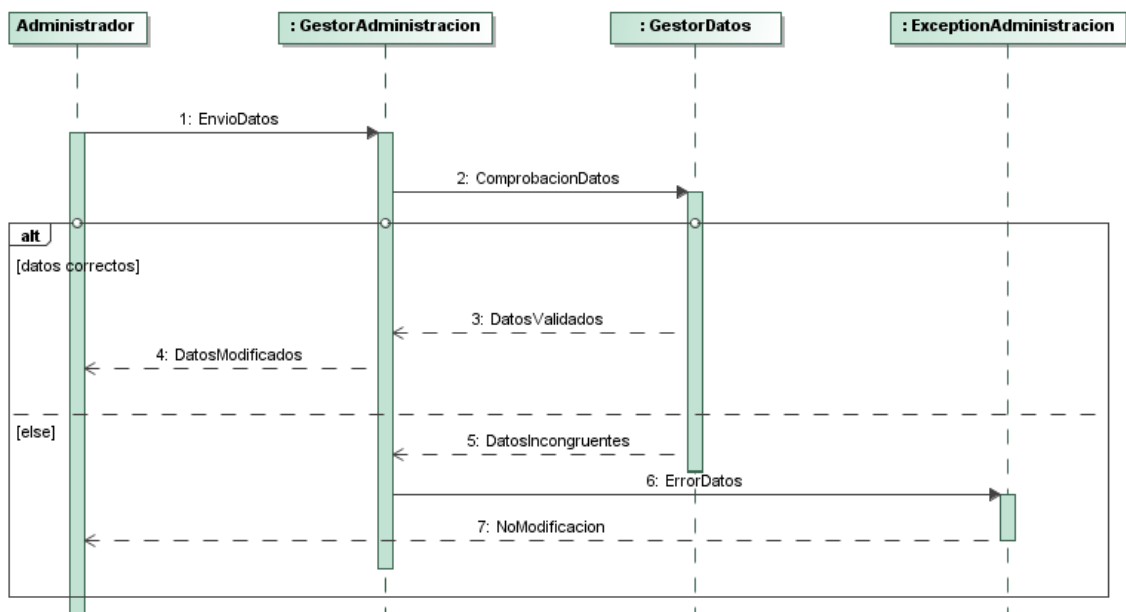 Administrador
: GestorAdministracion
: GestorDatos
: ExceptionAdministracion
1: EnvioDatos
2: ComprobacionDatos
alt
[datos correctos]
3: DatosValidados
4: DatosModificados
[else]
5: DatosIncongruentes
6: ErrorDatos
7: NoModificacion